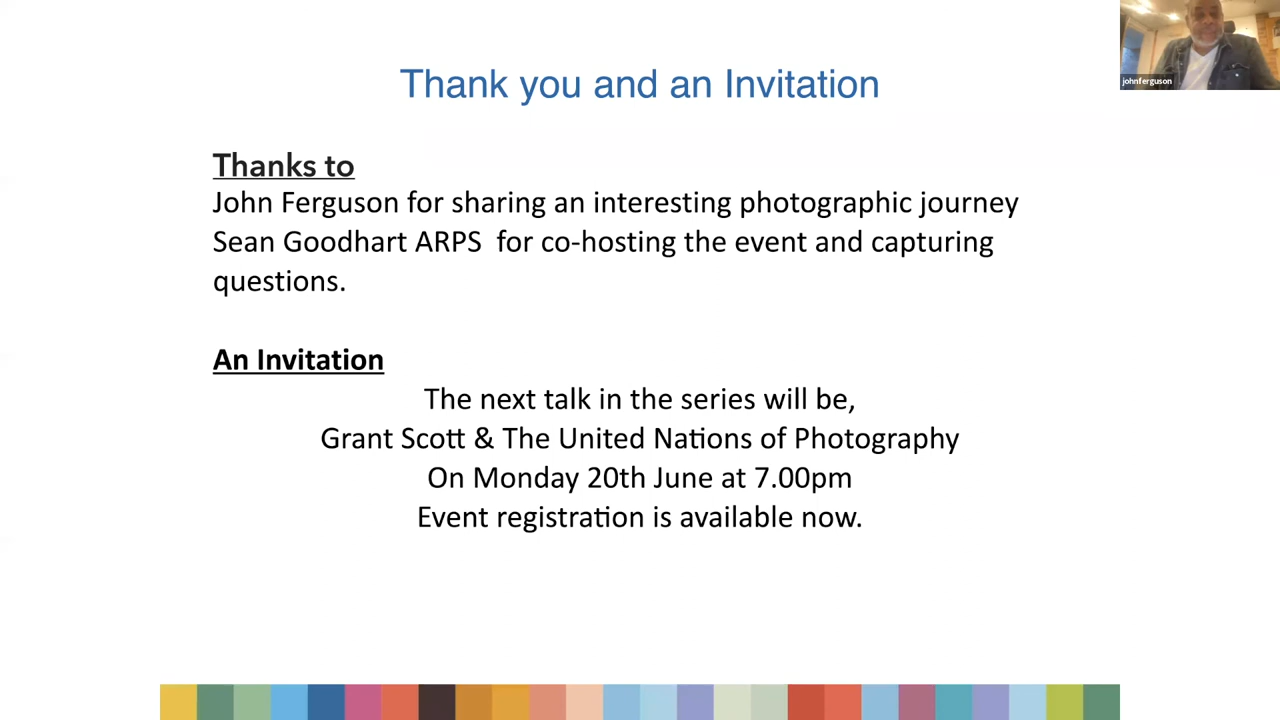 Thank you and an Invitation
johnferguson
Thanks to
John Ferguson for sharing an interesting photographic journey
Sean Goodhart ARPS  for co-hosting the event and capturing
questions.
An Invitation
The next talk in the series will be,
Grant Scott & The United Nations of Photography
On Monday 20th June at 7.00pm
Event registration is available now.